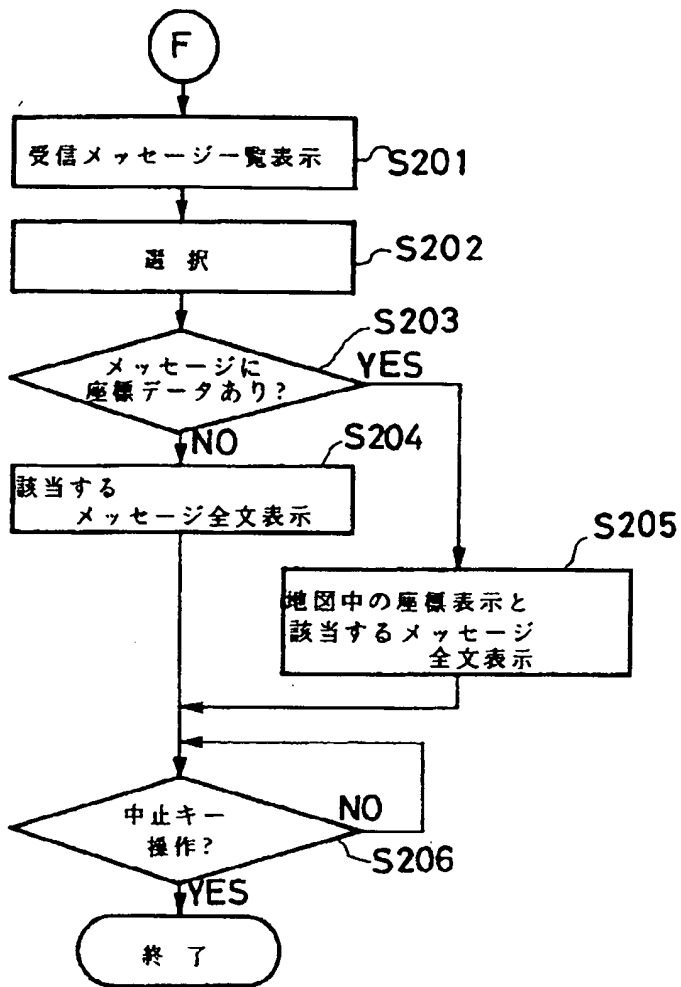 F
受信メッセージ一覧表示
S201
選択
S202
S203
メッセージに
座標データあり?
YES
NO
S204
該当する
メッセージ全文表示
S205
地図中の座標表示と
該当するメッセージ
全文表示
中止キー
操作?
NO
S206
YES
終了